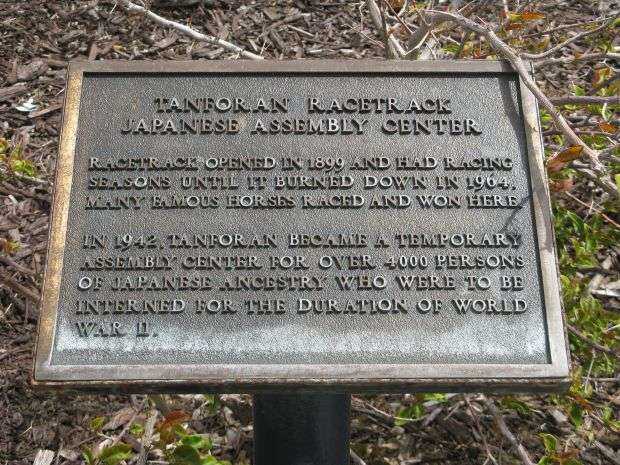 TANFORAN RACETRACK
JAPANESE ASSEMBLY CENTER
RACETRACK OPENED IN 1899 AND HAD RACING
SEASONS UNTIL IT BURNED DOWN IN 1964.
MANY FAMOUS HORSES RACED AND WON HERE.
IN 1942, TANFORAN BECAME A TEMPORARY
ASSEMBLY CENTER FOR OVER 4000 PERSONS
OF JAPANESE ANCESTRY WHO WERE TO BE
INTERNED FOR THE DURATION OF WORLD
WAR II.